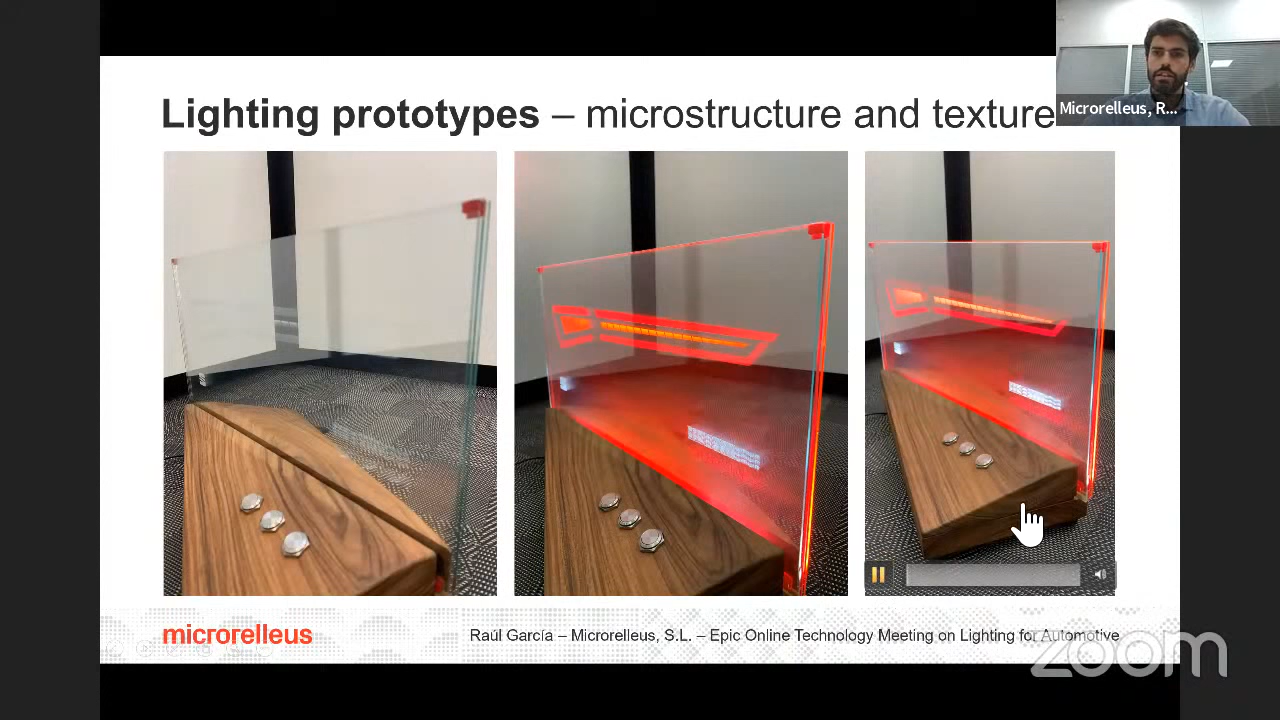 Lighting prototypes – microstructure and texture
Microrelleus, R...
microrelleus
Raúl García – Microrelleus, S.L. – Epic Online Technology Meeting on Lighting for Automotive
zoom